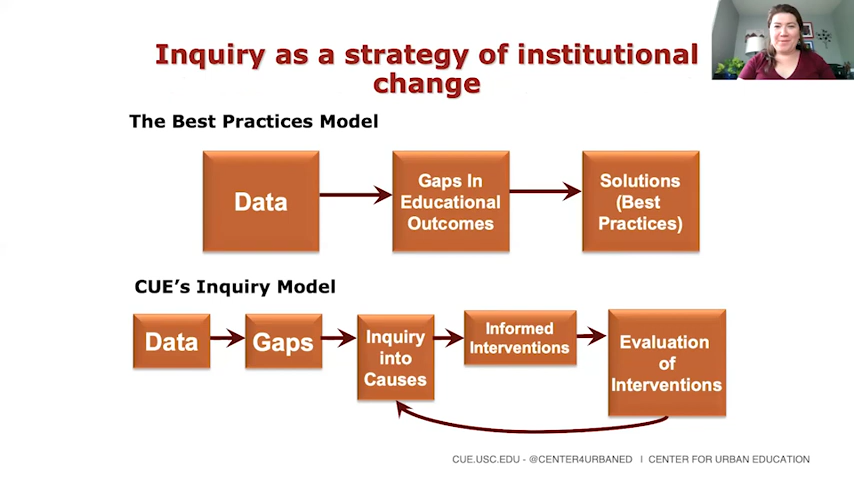 Inquiry as a strategy of institutional
change
The Best Practices Model
Data
Gaps In
Educational
Outcomes
Solutions
(Best
Practices)
CUE's Inquiry Model
Data
Gaps
Inquiry
into
Causes
Informed
Interventions
Evaluation
of
Interventions
CUE.USC.EDU - @CENTER4URBANED | CENTER FOR URBAN EDUCATION